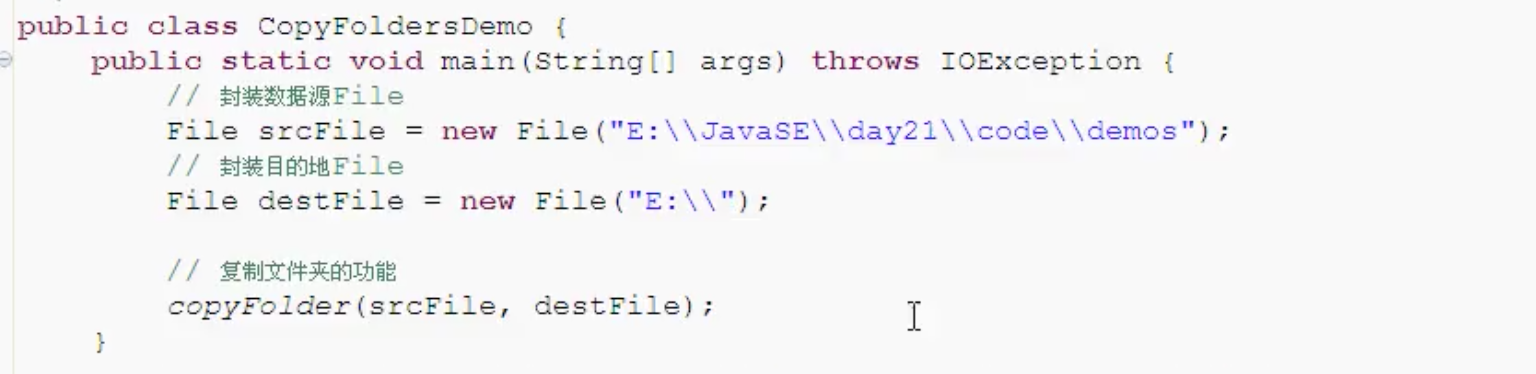 public class CopyFoldersDemo {
public static void main(String[] args) throws IOException {
// 封装数据源File
File srcFile = new File("E:\\JavaSE\\day21\\code\\demos");
// 封装目的地File
File destFile = new File("E:\\");
// 复制文件夹的功能
copyFolder(srcFile, destFile);
}